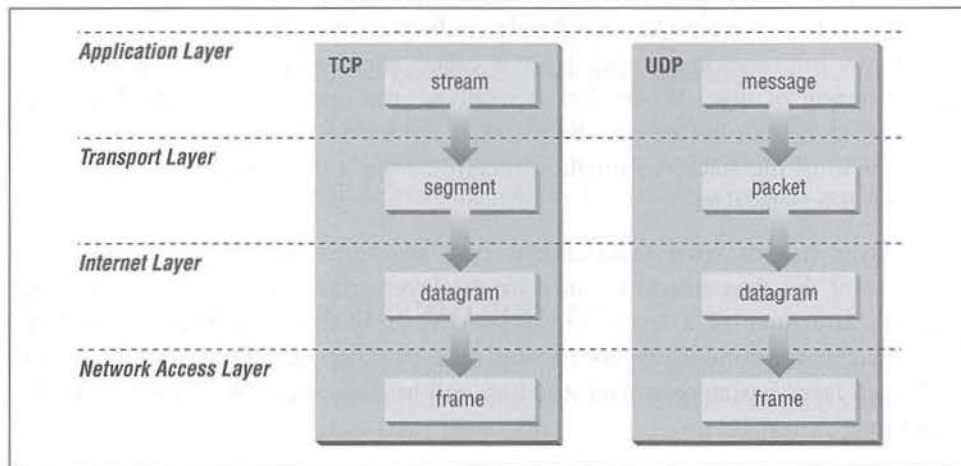 Application Layer
TCP
UDP
stream
message
Transport Layer
segment
packet
Internet Layer
datagram
datagram
Network Access Layer
frame
frame